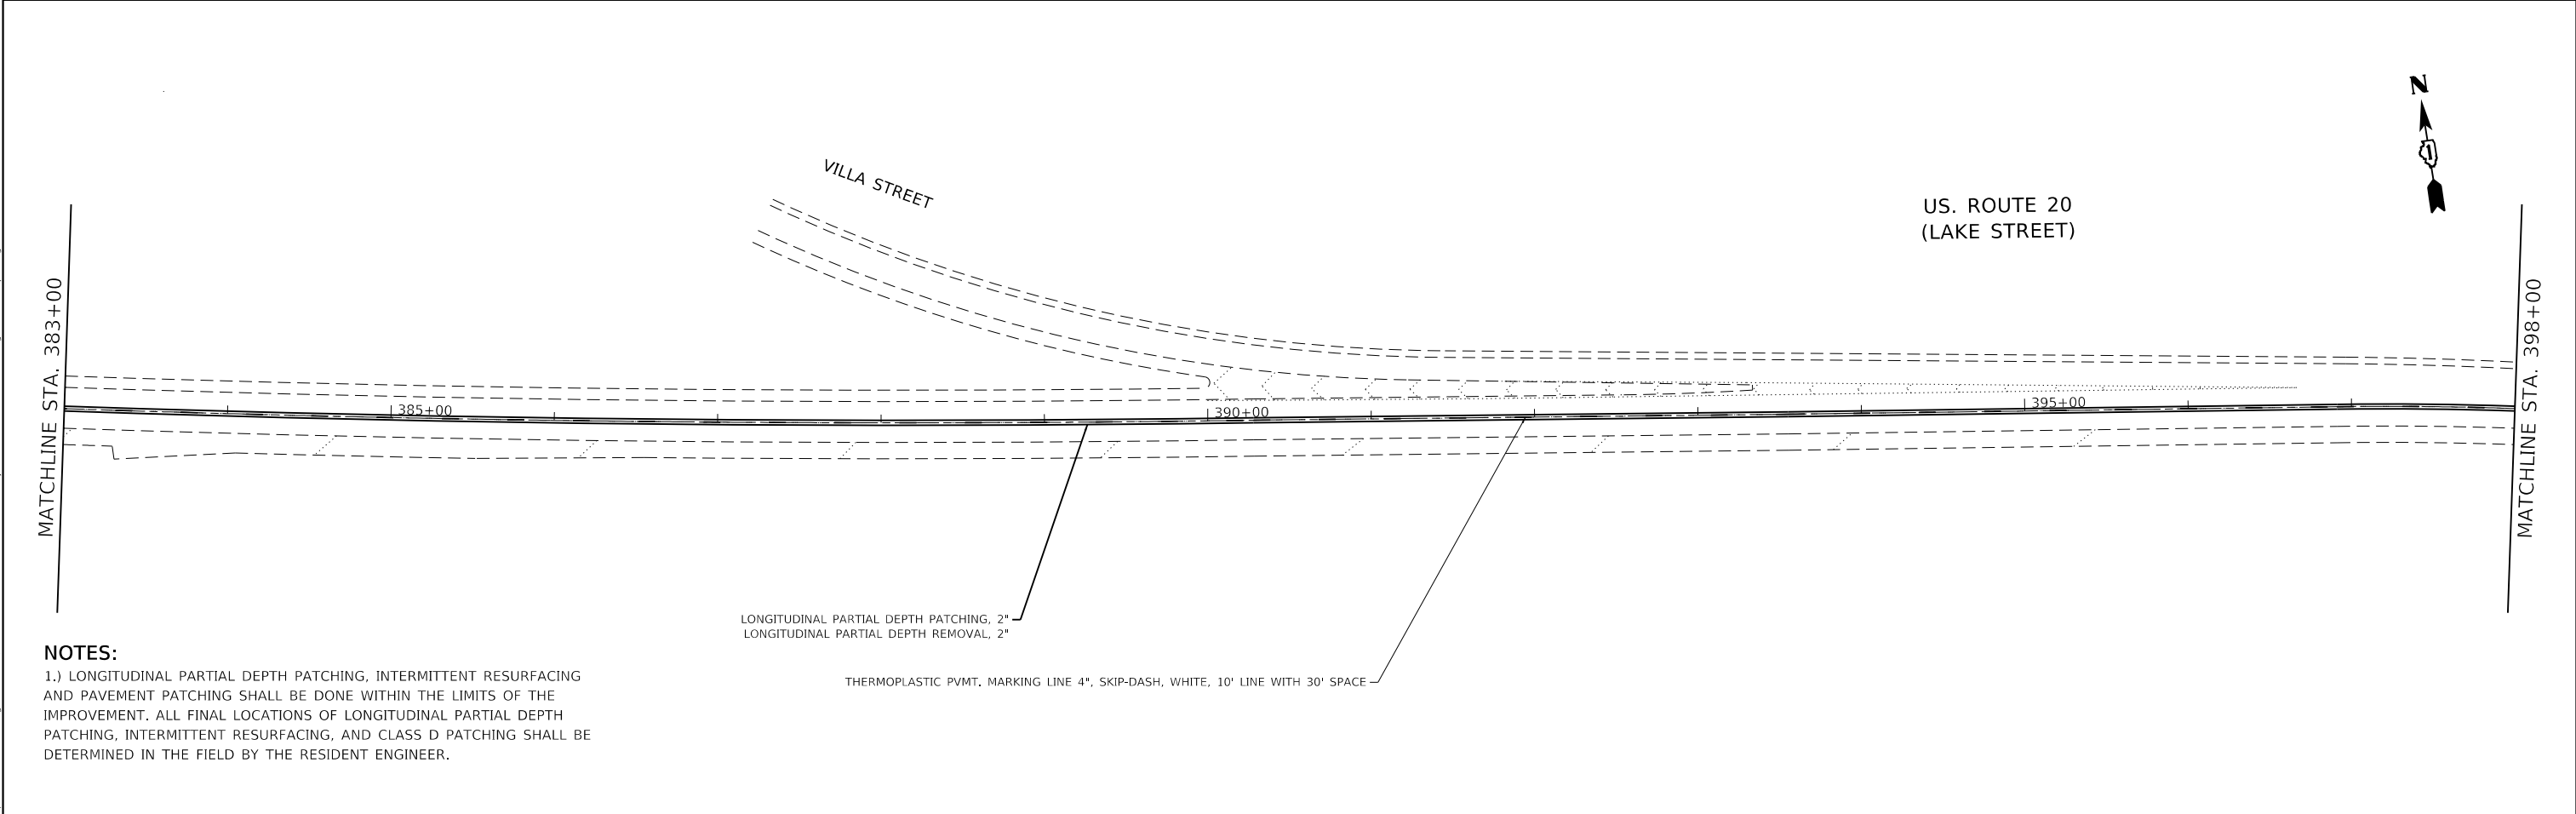 N
VILLA STREET
US. ROUTE 20
(LAKE STREET)
MATCHLINE STA. 383+00
MATCHLINE STA. 398+00
385+00
390+00
395+00
LONGITUDINAL PARTIAL DEPTH PATCHING, 2"
LONGITUDINAL PARTIAL DEPTH REMOVAL, 2"
THERMOPLASTIC PVMT. MARKING LINE 4", SKIP-DASH, WHITE, 10' LINE WITH 30' SPACE
NOTES:
1.) LONGITUDINAL PARTIAL DEPTH PATCHING, INTERMITTENT RESURFACING
AND PAVEMENT PATCHING SHALL BE DONE WITHIN THE LIMITS OF THE
IMPROVEMENT. ALL FINAL LOCATIONS OF LONGITUDINAL PARTIAL DEPTH
PATCHING, INTERMITTENT RESURFACING, AND CLASS D PATCHING SHALL BE
DETERMINED IN THE FIELD BY THE RESIDENT ENGINEER.